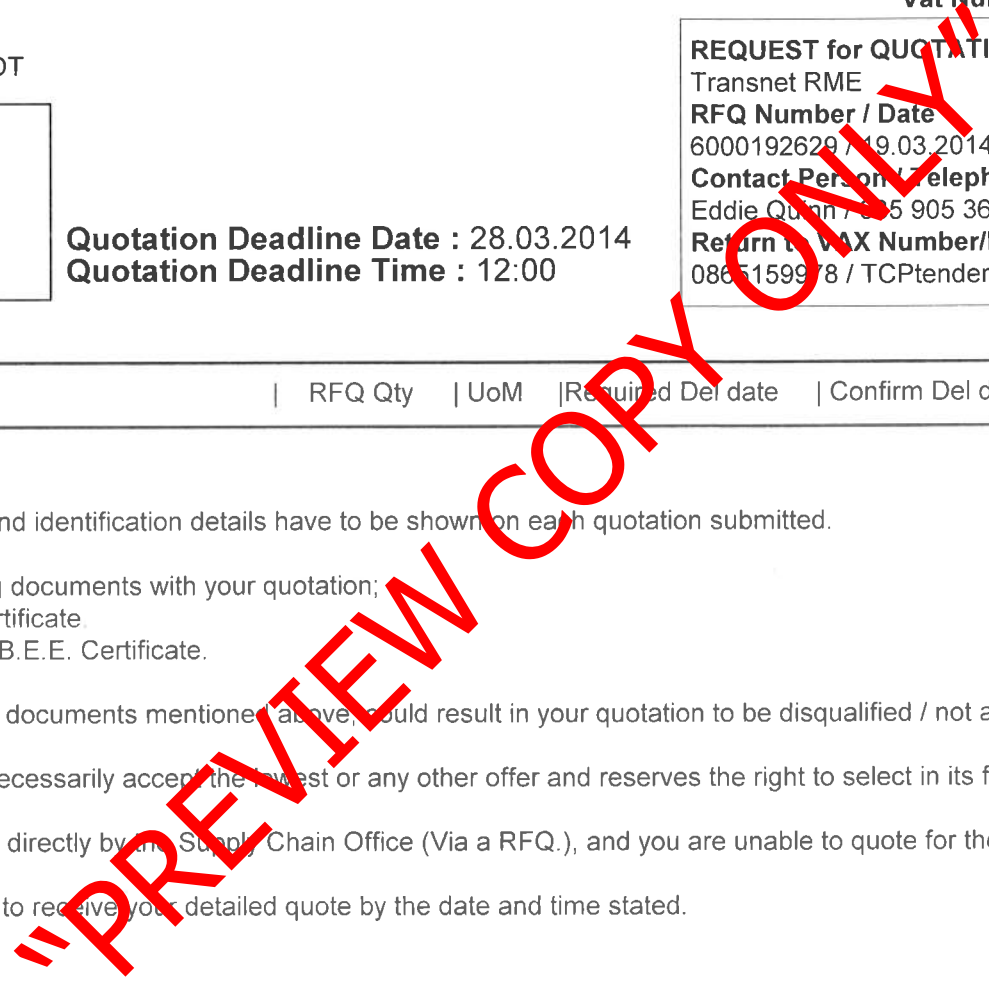 Vat Nu
REQUEST for QUOTATI
OT
Transnet RME
RFQ Number / Date
6000192629 / 19.03.2014
Contact Person / Teleph
Eddie Quinn / 035 905 36
Quotation Deadline Date : 28.03.2014
Return to VAX Number/
Quotation Deadline Time : 12:00
0865159978 / TCPtender
| RFQ Qty | UoM |Required Del date | Confirm Del d
nd identification details have to be shown on each quotation submitted.
documents with your quotation;
rtificate
B.E.E. Certificate.
documents mentioned above, could result in your quotation to be disqualified / not a
ecessarily accept the lowest or any other offer and reserves the right to select in its f
directly by the Supply Chain Office (Via a RFQ.), and you are unable to quote for the
to receive your detailed quote by the date and time stated.
"PREVIEW COPY ONLY"